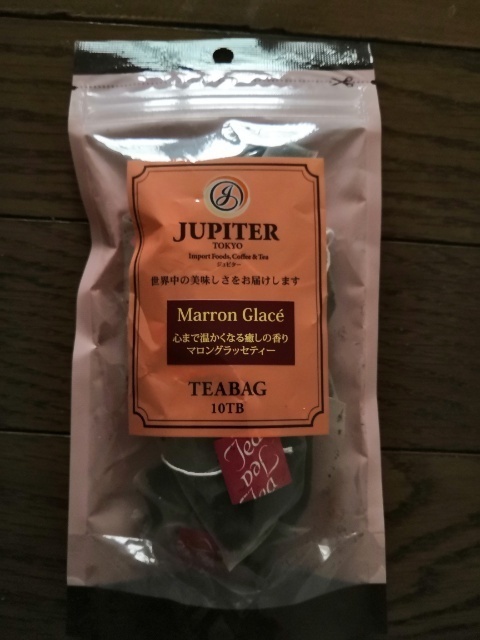 JUPITER
TOKYO
Import Foods, Coffee & Tea
ジュピター
世界中の美味しさをお届けします
Marron Glacé
心まで温かくなる癒しの香り
マロングラッセティー
TEABAG
10TB
Tea